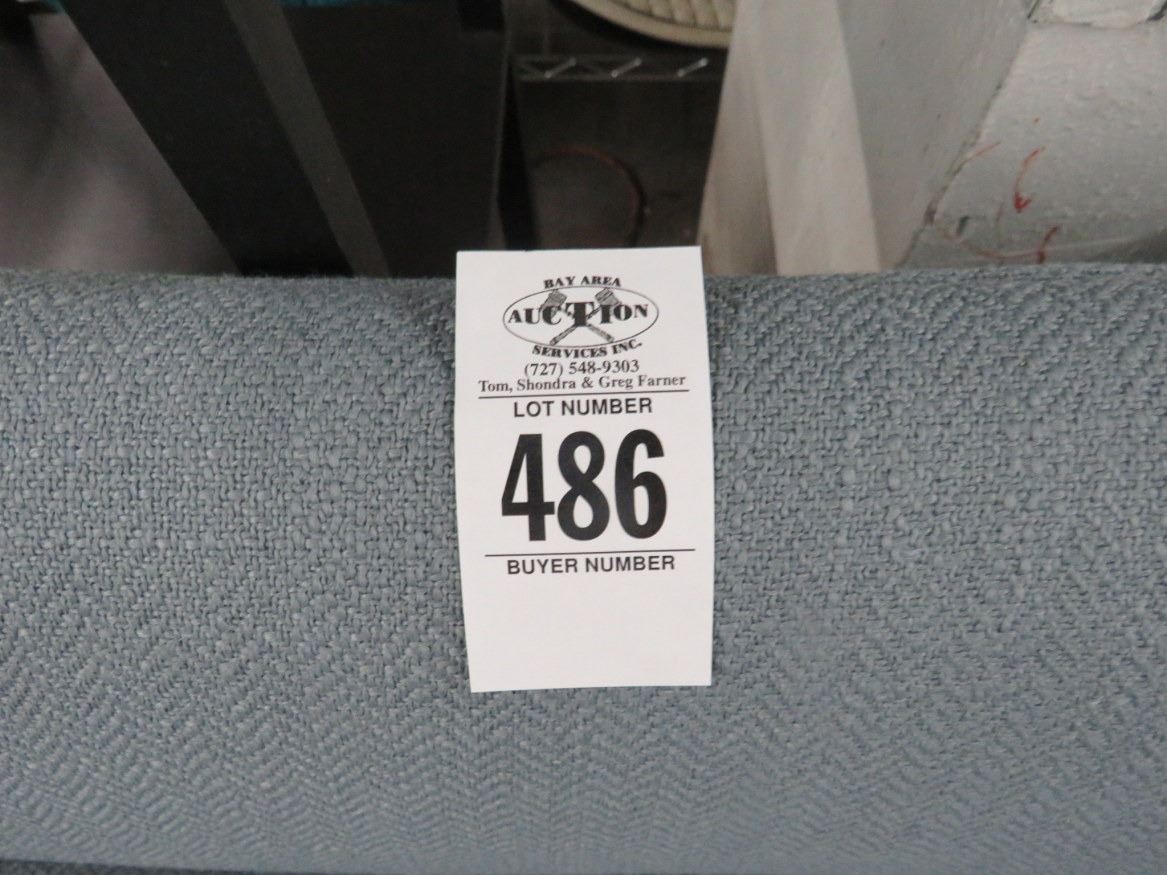 BAY AREA
AUCTION
SERVICES INC.
(727) 548-9303
Tom, Shondra & Greg Farner
LOT NUMBER
486
BUYER NUMBER